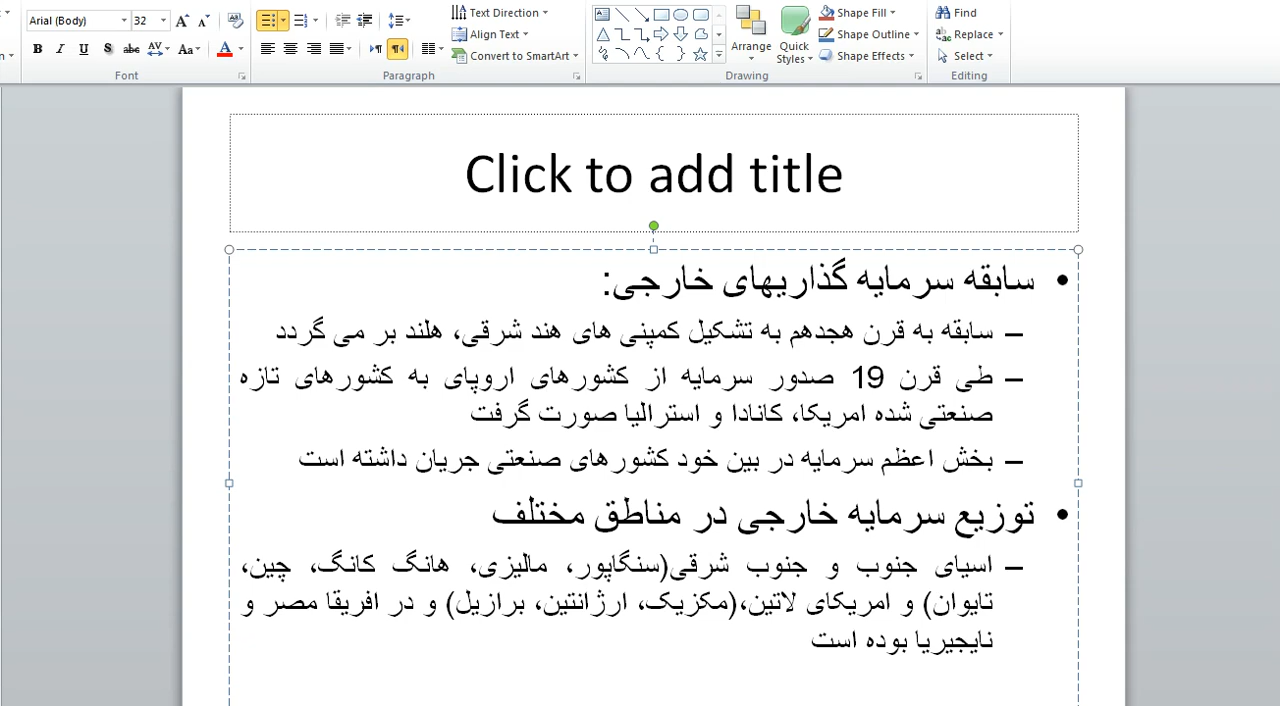 Arial (Body) 32 A A Aa Text Direction Shape Fill Find
B I U S abc AV Aa A Align Text Shape Outline Replace
Convert to SmartArt Arrange Quick Styles Shape Effects Select
Font Paragraph Drawing Editing
Click to add title
• سابقه سرمایه گذاریهای خارجی:
– سابقه به قرن هجدهم به تشکیل کمپنی های هند شرقی، هلند بر می گردد
– طی قرن 19 صدور سرمایه از کشورهای اروپای به کشورهای تازه
صنعتی شده امریکا، کانادا و استرالیا صورت گرفت
– بخش اعظم سرمایه در بین خود کشورهای صنعتی جریان داشته است
• توزیع سرمایه خارجی در مناطق مختلف
– اسیای جنوب و جنوب شرقی(سنگاپور، مالیزی، هانگ کانگ، چین،
تایوان) و امریکای لاتین،(مکزیک، ارژانتین، برازیل) و در افریقا مصر و
نایجیریا بوده است